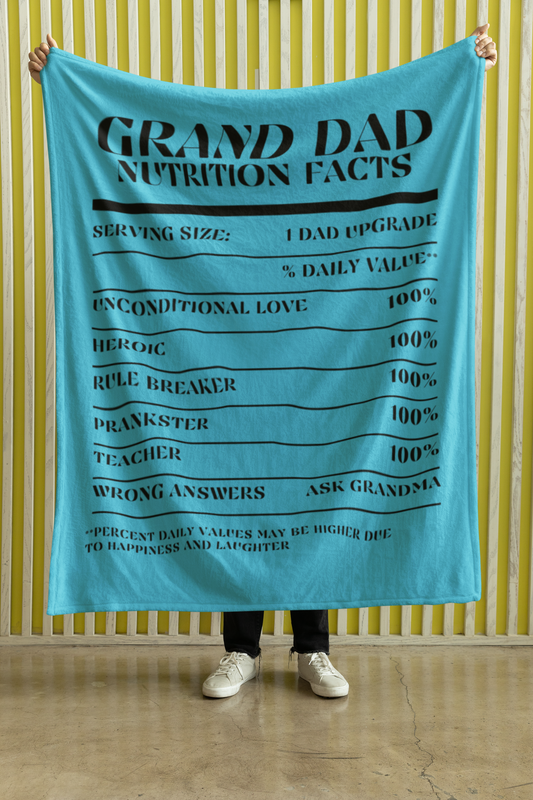 GRAND DAD
NUTRITION FACTS
SERVING SIZE: 1 DAD UPGRADE
% DAILY VALUE**
UNCONDITIONAL LOVE 100%
HEROIC 100%
RULE BREAKER 100%
PRANKSTER 100%
TEACHER 100%
WRONG ANSWERS ASK GRANDMA
**PERCENT DAILY VALUES MAY BE HIGHER DUE
TO HAPPINESS AND LAUGHTER